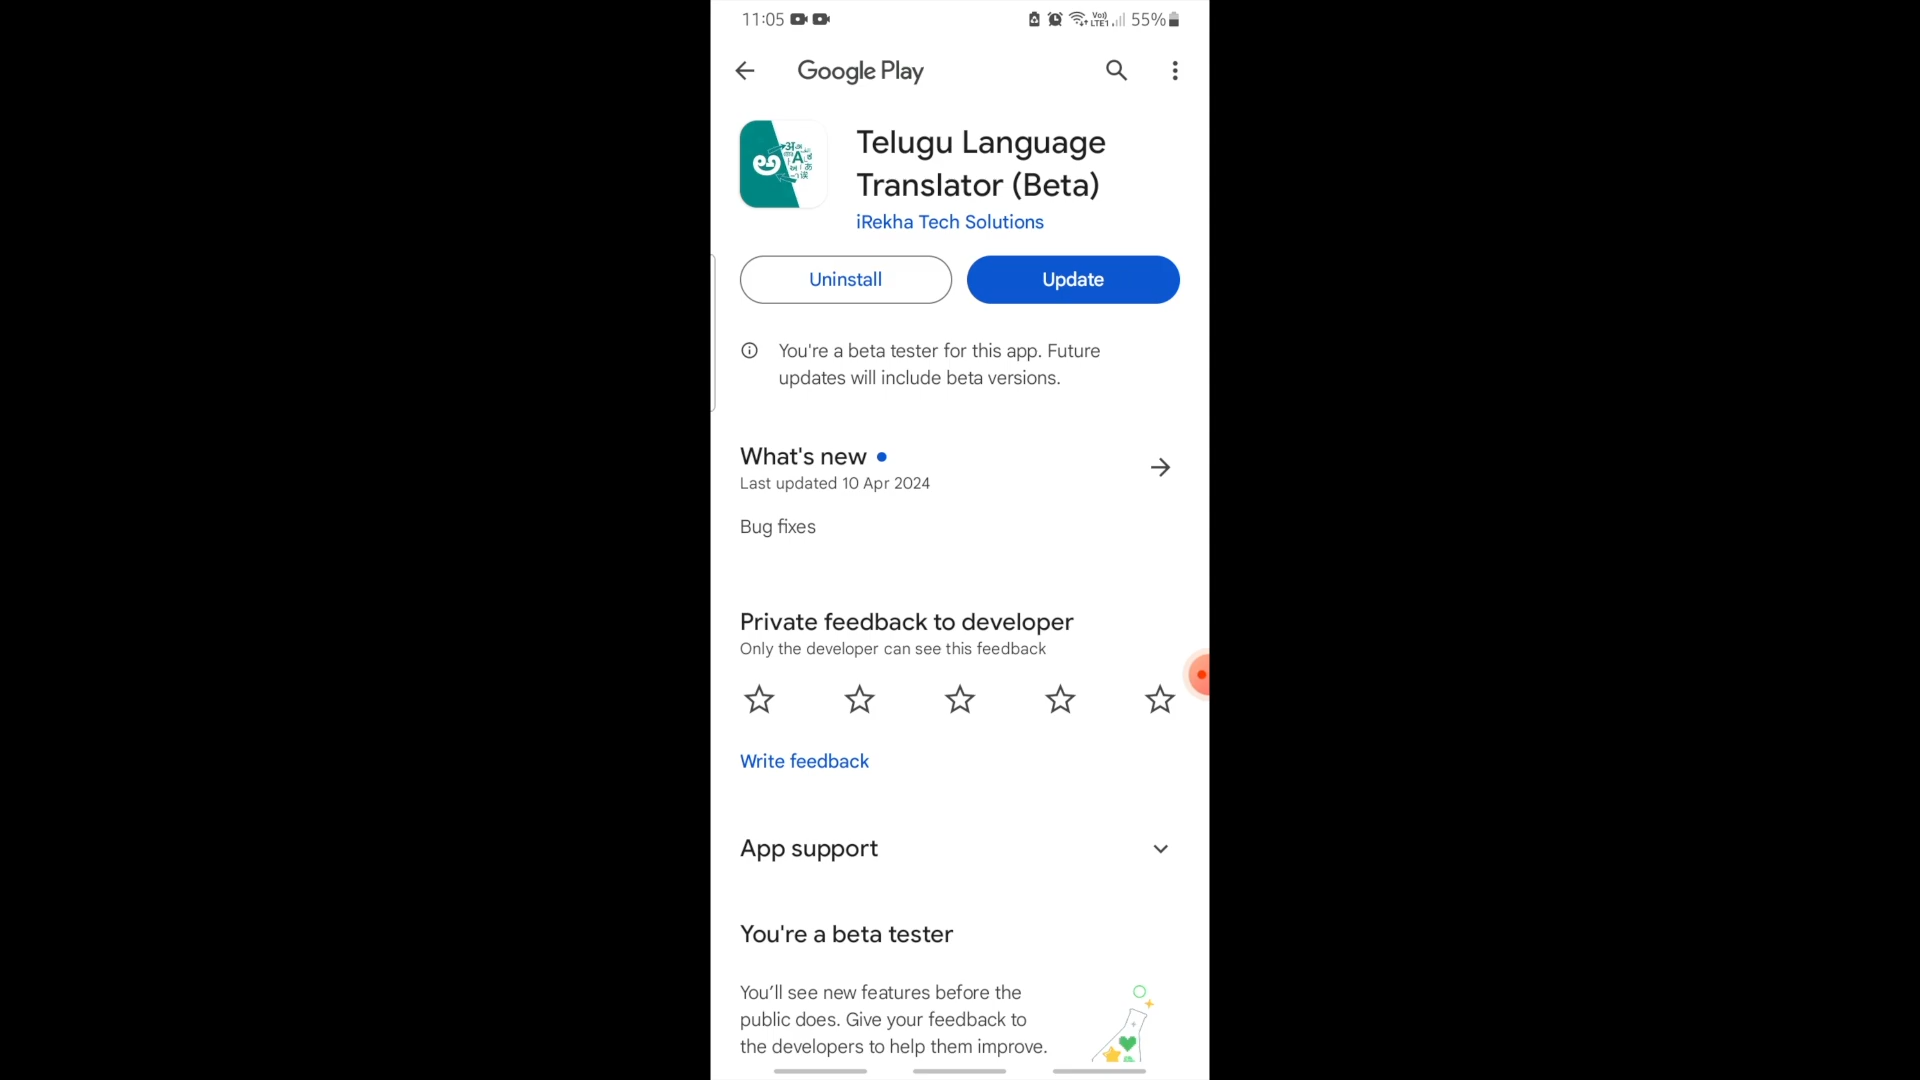 11:05
Vo)) LTE1 55%
Google Play
Telugu Language
Translator (Beta)
iRekha Tech Solutions
Uninstall
Update
You're a beta tester for this app. Future
updates will include beta versions.
What's new
Last updated 10 Apr 2024
Bug fixes
Private feedback to developer
Only the developer can see this feedback
Write feedback
App support
You're a beta tester
You’ll see new features before the
public does. Give your feedback to
the developers to help them improve.